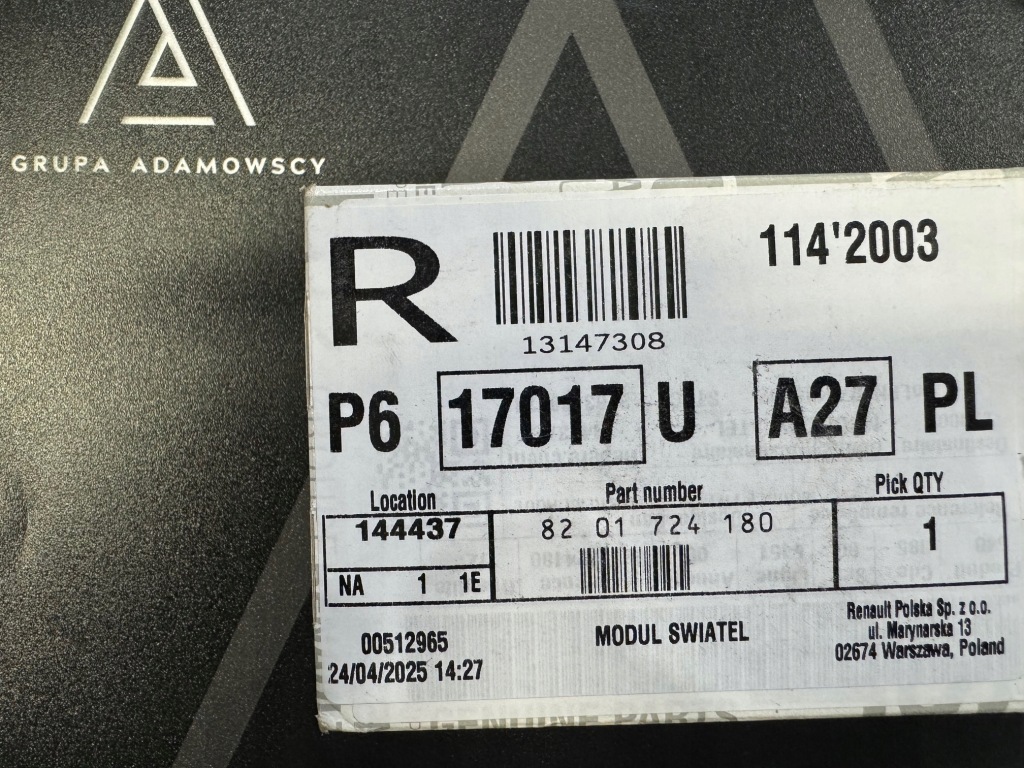 GRUPA ADAMOWSCY
R
114'2003
13147308
P6 17017 U A27 PL
Location Part number Pick QTY
144437 82 01 724 180 1
NA 1 1E
00512965 MODUL SWIATEL
24/04/2025 14:27
Renault Polska Sp. z o.o.
ul. Marynarska 13
02674 Warszawa, Poland
GENUINE PARTS